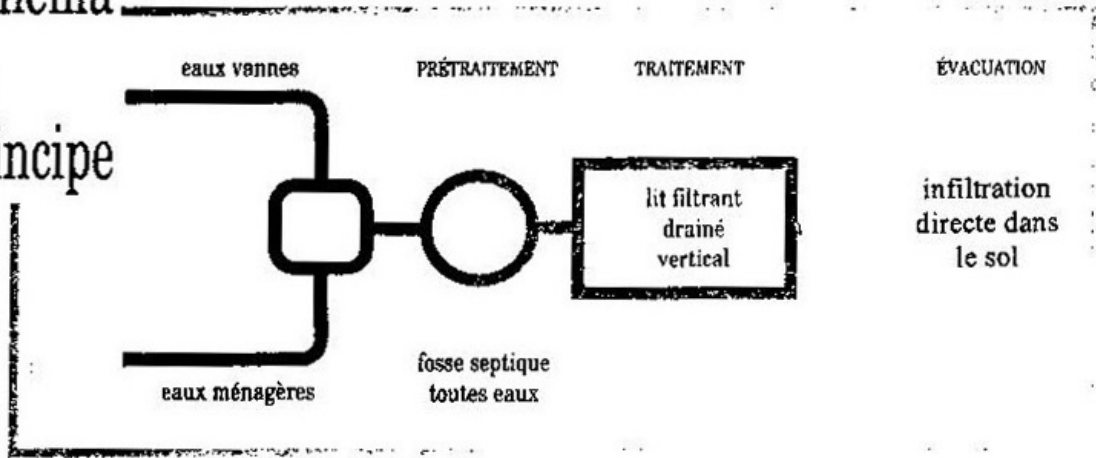 eaux vannes
PRÉTRAITEMENT
TRAITEMENT
ÉVACUATION
lit filtrant
drainé
vertical
infiltration
directe dans
le sol
fosse septique
toutes eaux
eaux ménagères